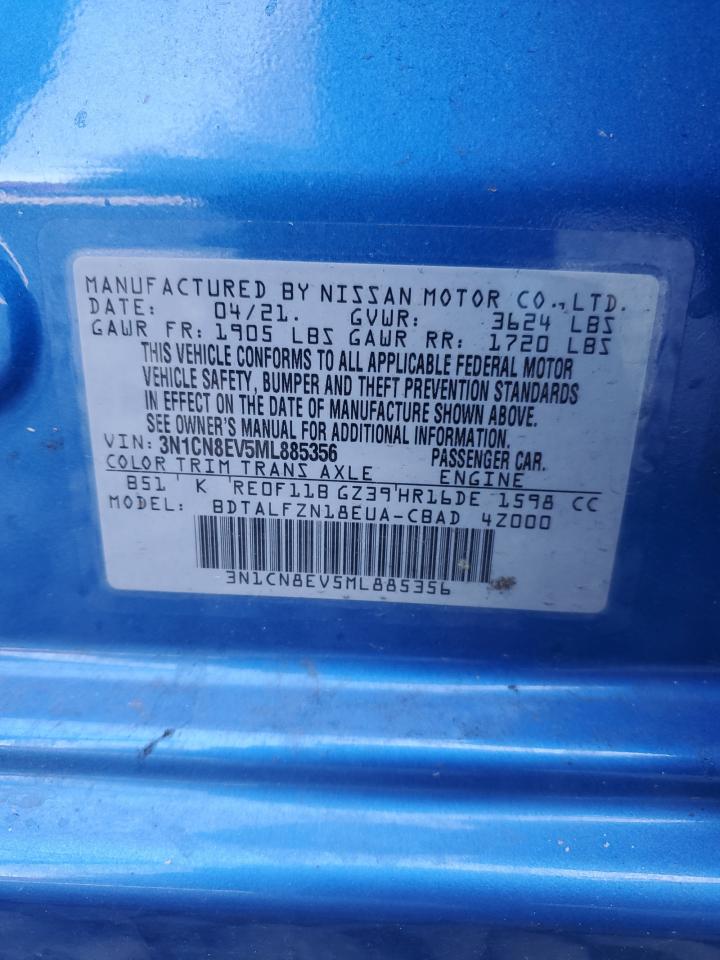 MANUFACTURED BY NISSAN MOTOR CO.,LTD.
DATE: 04/21. GVWR: 3624 LBS
GAWR FR: 1905 LBS GAWR RR: 1720 LBS
THIS VEHICLE CONFORMS TO ALL APPLICABLE FEDERAL MOTOR
VEHICLE SAFETY, BUMPER AND THEFT PREVENTION STANDARDS
IN EFFECT ON THE DATE OF MANUFACTURE SHOWN ABOVE.
SEE OWNER'S MANUAL FOR ADDITIONAL INFORMATION.
VIN: 3N1CN8EV5ML885356 PASSENGER CAR.
COLOR TRIM TRANS AXLE ENGINE
B51 K RE0F11B GZ39 HR16DE 1598 CC
MODEL: BDTALFZN18EUA-CBAD 4Z000
3N1CN8EV5ML885356